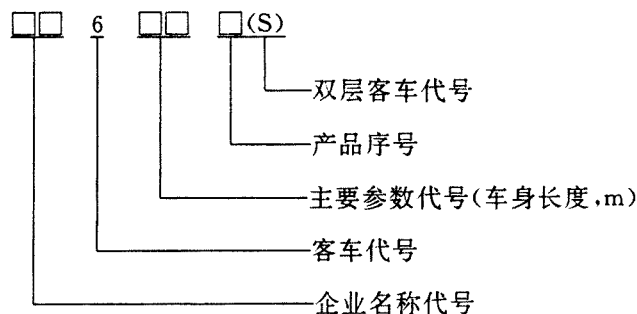 □□ 6 □□ □(S)
双层客车代号
产品序号
主要参数代号(车身长度,m)
客车代号
企业名称代号